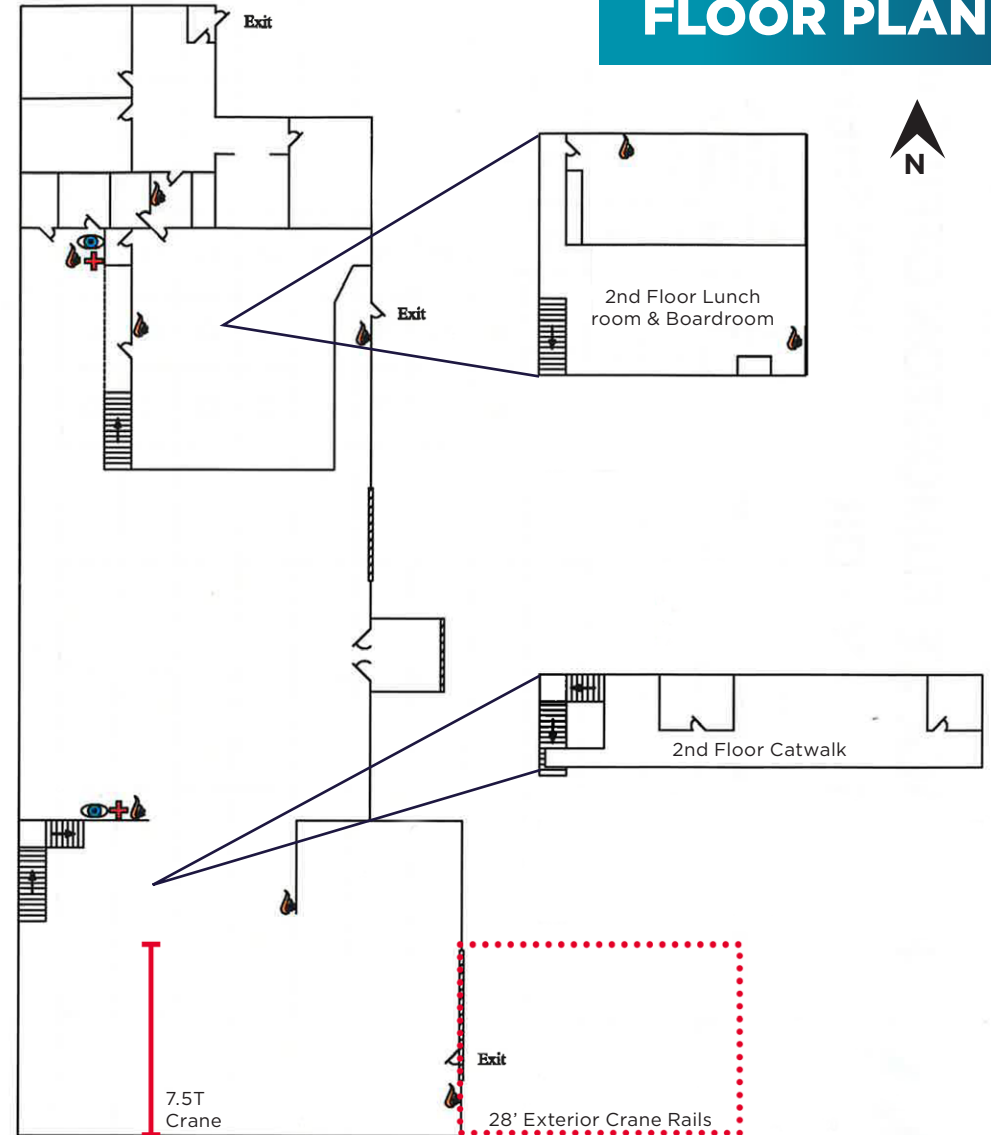 FLOOR PLAN
Exit
N
2nd Floor Lunch
room & Boardroom
Exit
2nd Floor Catwalk
Exit
7.5T
Crane
28' Exterior Crane Rails